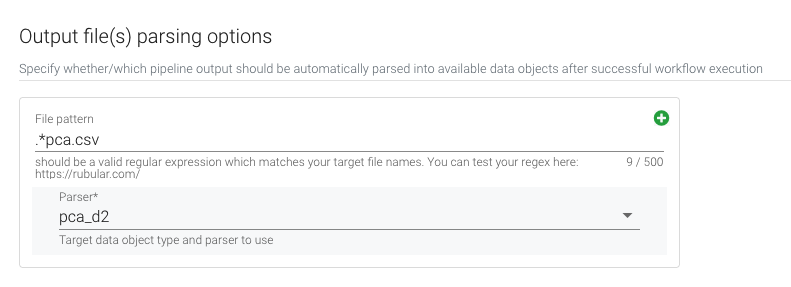 Output file(s) parsing options
Specify whether/which pipeline output should be automatically parsed into available data objects after successful workflow execution
File pattern
.*pca.csv
should be a valid regular expression which matches your target file names. You can test your regex here: 9 / 500
https://rubular.com/
Parser*
pca_d2
Target data object type and parser to use